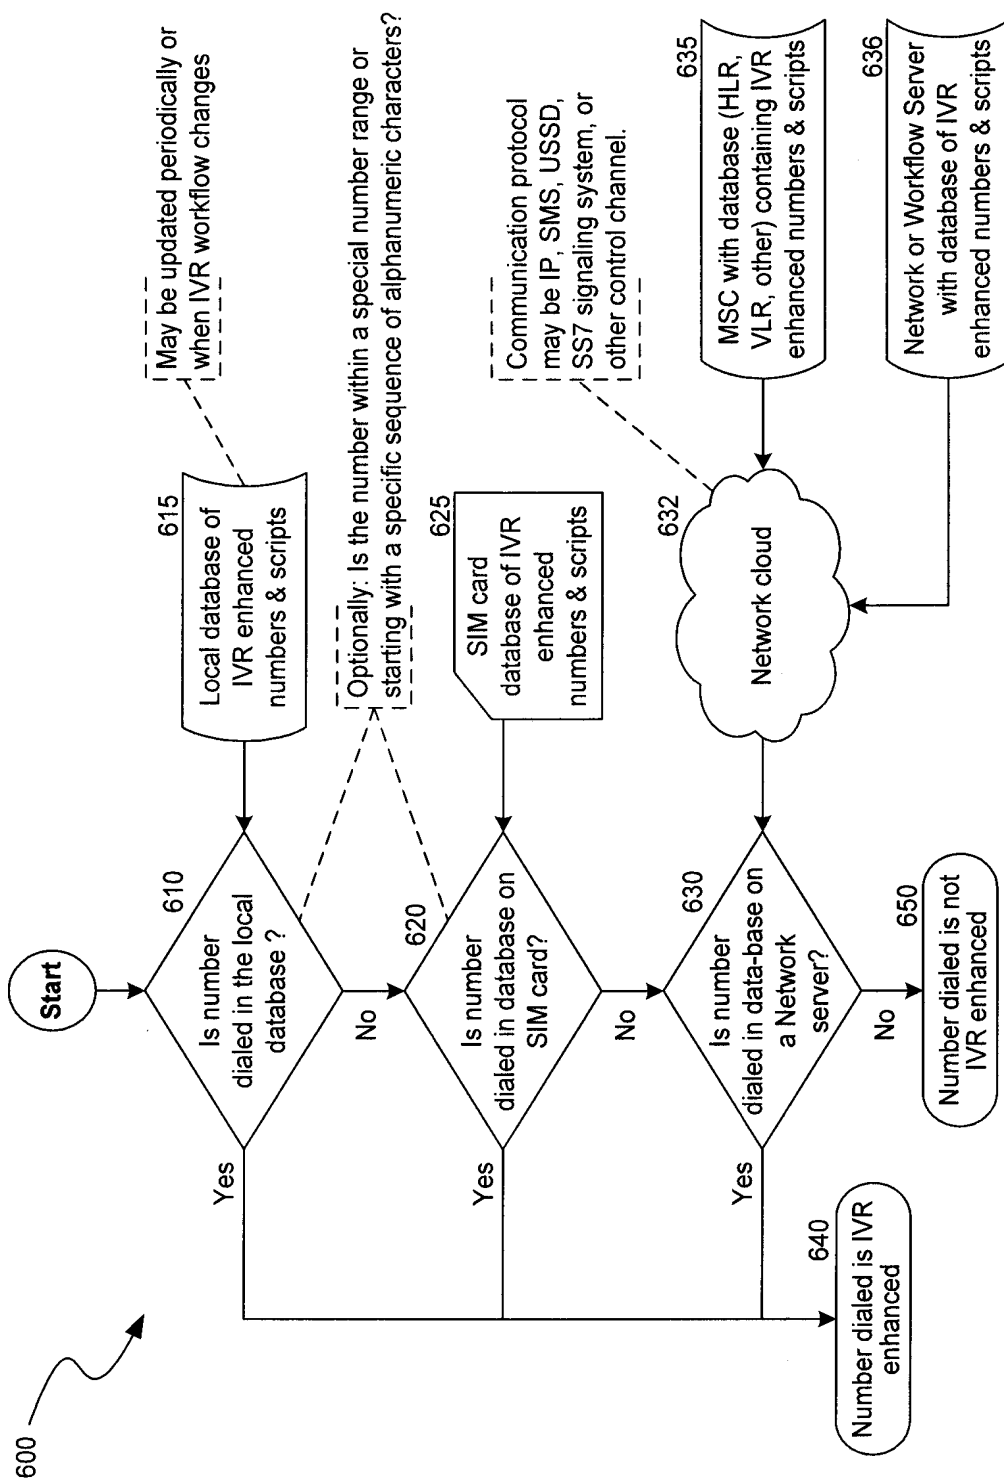 600
Start
610
Is number
dialed in the local
database ?
Yes
No
615
Local database of
IVR enhanced
numbers & scripts
May be updated periodically or
when IVR workflow changes
Optionally: Is the number within a special number range or
starting with a specific sequence of alphanumeric characters?
620
Is number
dialed in database on
SIM card?
Yes
No
625
SIM card
database of IVR
enhanced
numbers & scripts
630
Is number
dialed in data-base on
a Network
server?
Yes
No
632
Network cloud
Communication protocol
may be IP, SMS, USSD,
SS7 signaling system, or
other control channel.
635
MSC with database (HLR,
VLR, other) containing IVR
enhanced numbers & scripts
636
Network or Workflow Server
with database of IVR
enhanced numbers & scripts
640
Number dialed is IVR
enhanced
650
Number dialed is not
IVR enhanced